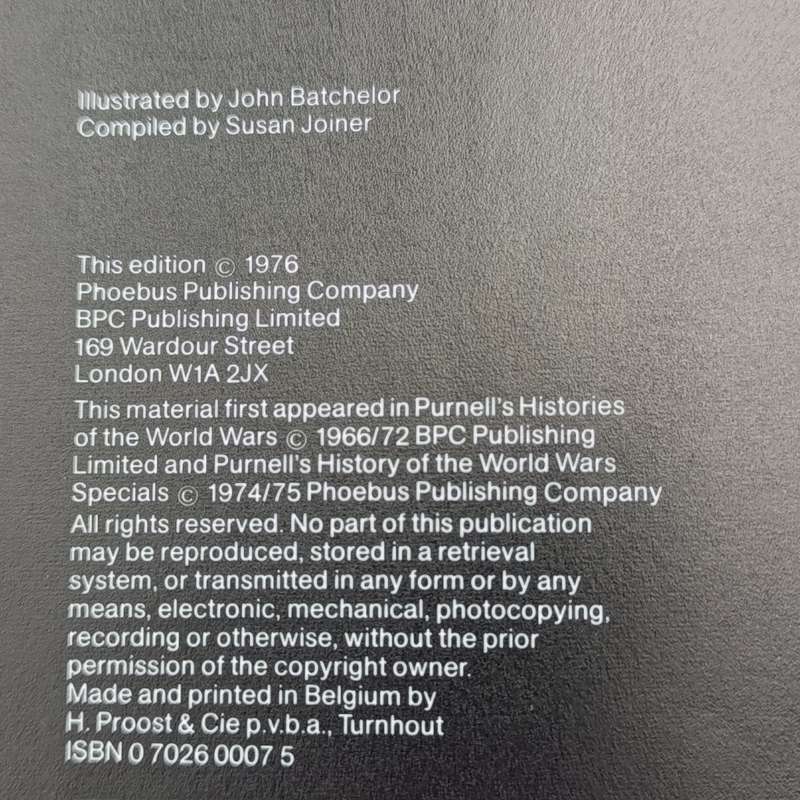 Illustrated by John Batchelor
Compiled by Susan Joiner
This edition © 1976
Phoebus Publishing Company
BPC Publishing Limited
169 Wardour Street
London W1A 2JX
This material first appeared in Purnell's Histories
of the World Wars © 1966/72 BPC Publishing
Limited and Purnell's History of the World Wars
Specials © 1974/75 Phoebus Publishing Company
All rights reserved. No part of this publication
may be reproduced, stored in a retrieval
system, or transmitted in any form or by any
means, electronic, mechanical, photocopying,
recording or otherwise, without the prior
permission of the copyright owner.
Made and printed in Belgium by
H. Proost & Cie p.v.b.a., Turnhout
ISBN 0 7026 0007 5